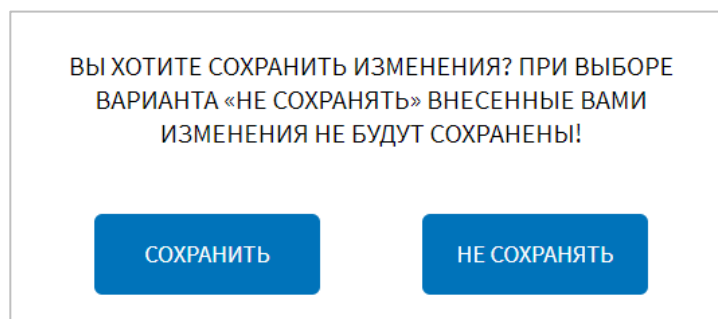 ВЫ ХОТИТЕ СОХРАНИТЬ ИЗМЕНЕНИЯ? ПРИ ВЫБОРЕ
ВАРИАНТА «НЕ СОХРАНЯТЬ» ВНЕСЕННЫЕ ВАМИ
ИЗМЕНЕНИЯ НЕ БУДУТ СОХРАНЕНЫ!
СОХРАНИТЬ
НЕ СОХРАНЯТЬ